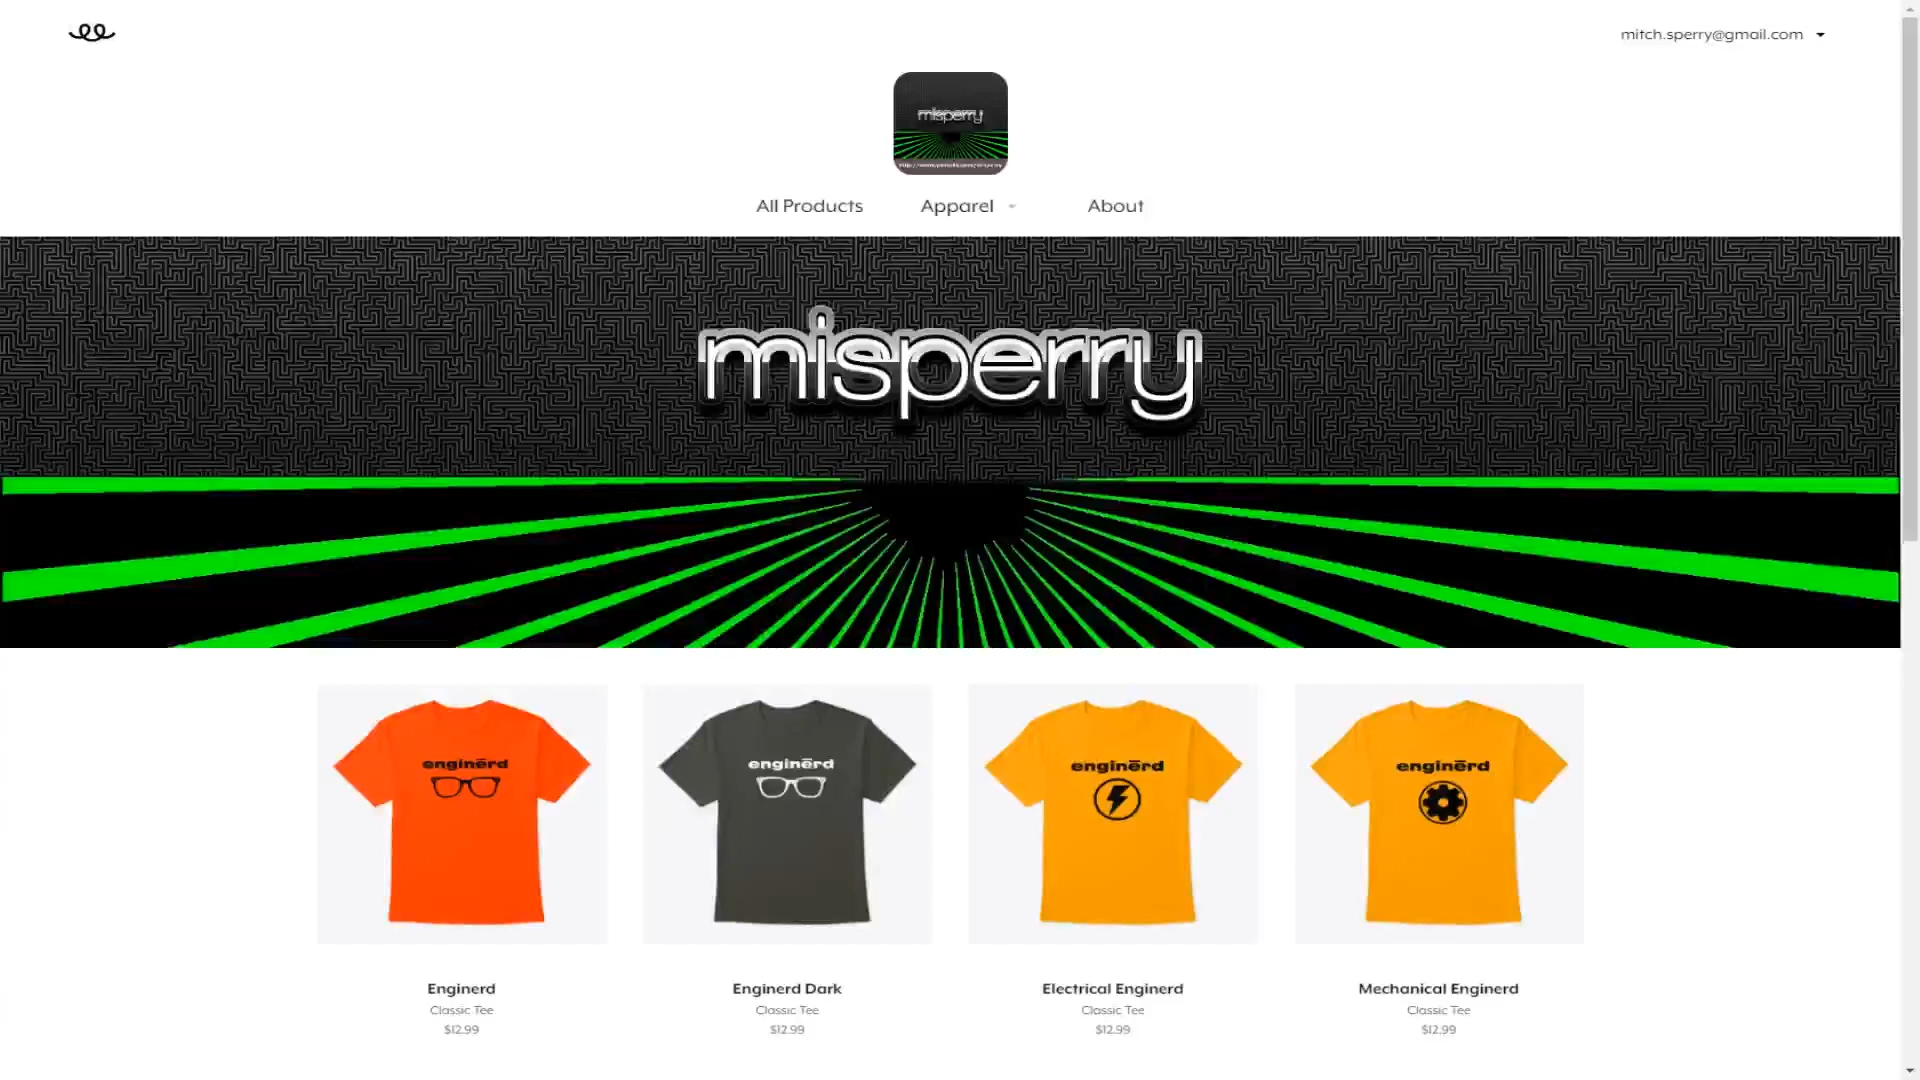 mitch.sperry@gmail.com
misperry
All Products
Apparel
About
misperry
enginērd
enginērd
enginērd
enginērd
Enginerd
Classic Tee
$12.99
Enginerd Dark
Classic Tee
$12.99
Electrical Enginerd
Classic Tee
$12.99
Mechanical Enginerd
Classic Tee
$12.99